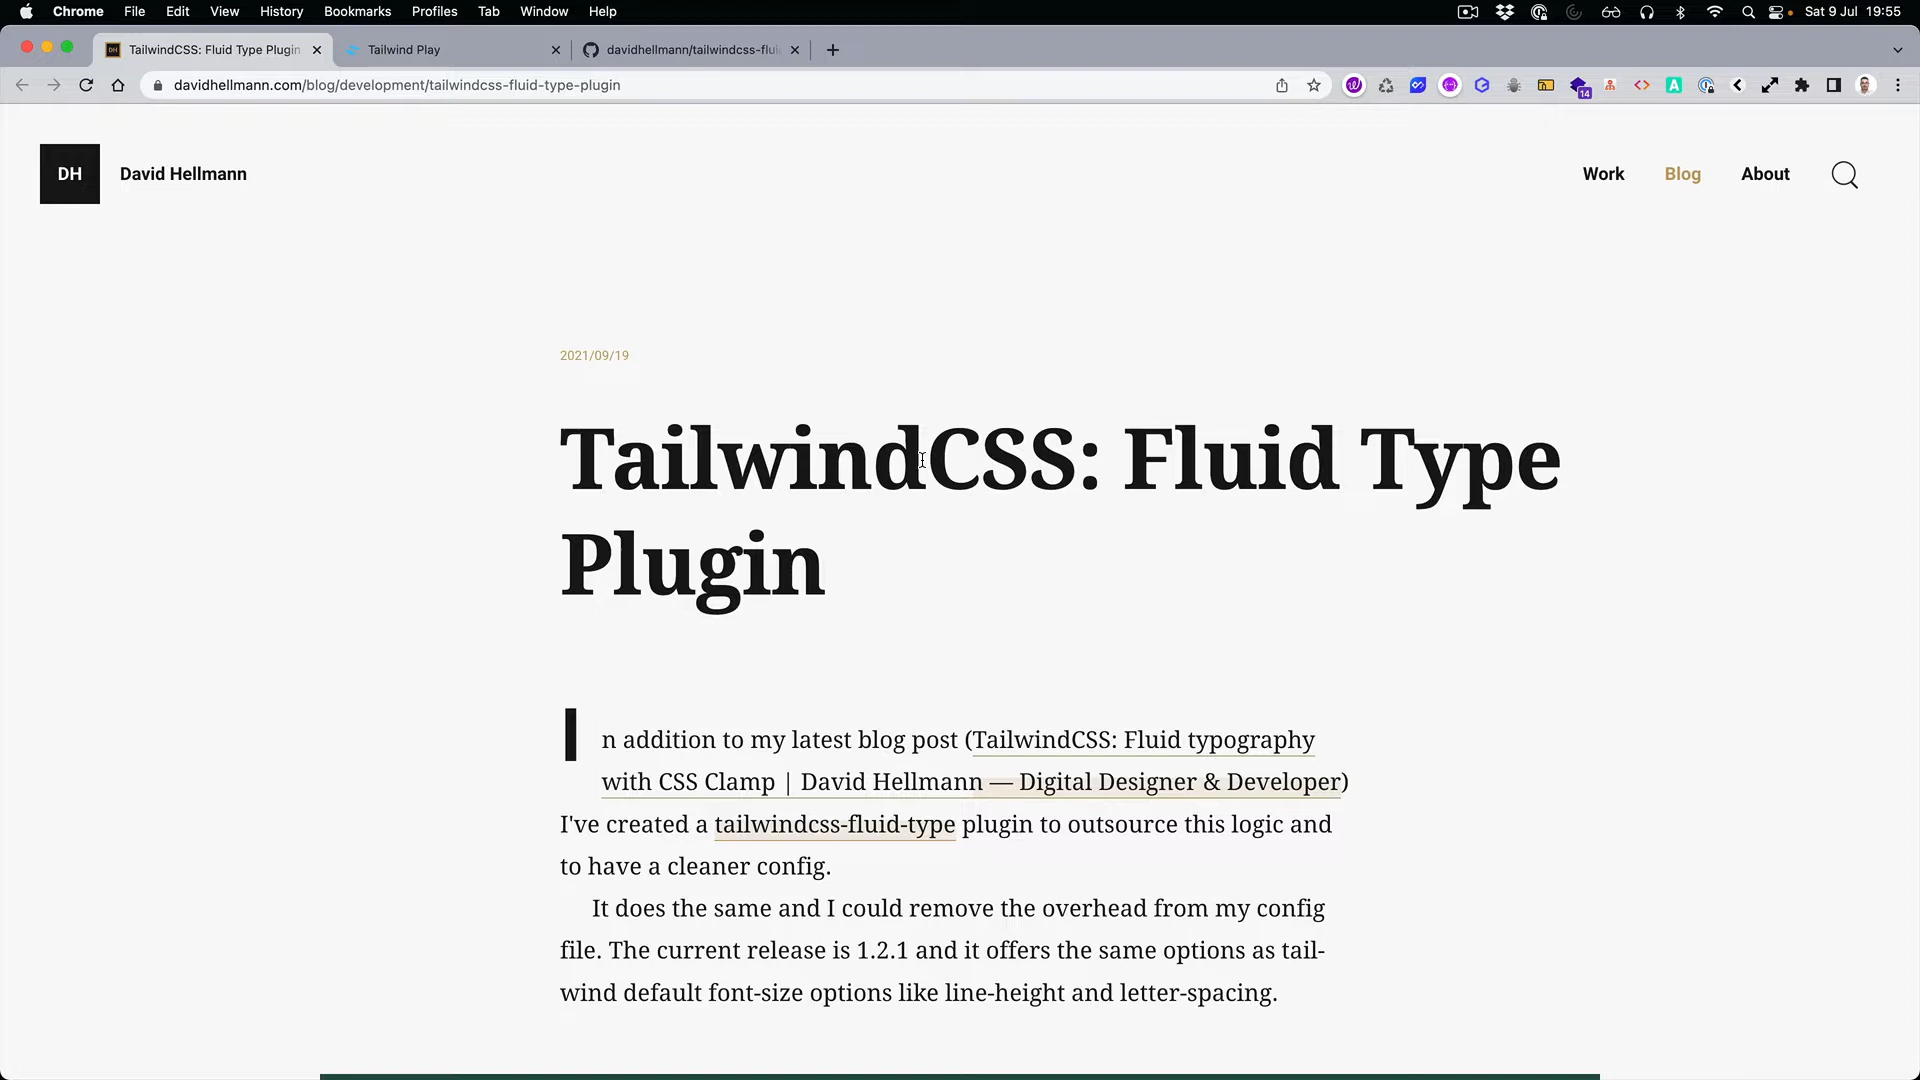 Chrome File Edit View History Bookmarks Profiles Tab Window Help Sat 9 Jul 19:55
TailwindCSS: Fluid Type Plugin Tailwind Play davidhellmann/tailwindcss-flui
davidhellmann.com/blog/development/tailwindcss-fluid-type-plugin 14 A
DH David Hellmann Work Blog About
2021/09/19
TailwindCSS: Fluid Type
Plugin
In addition to my latest blog post (TailwindCSS: Fluid typography
with CSS Clamp | David Hellmann — Digital Designer & Developer)
I've created a tailwindcss-fluid-type plugin to outsource this logic and
to have a cleaner config.
It does the same and I could remove the overhead from my config
file. The current release is 1.2.1 and it offers the same options as tail-
wind default font-size options like line-height and letter-spacing.